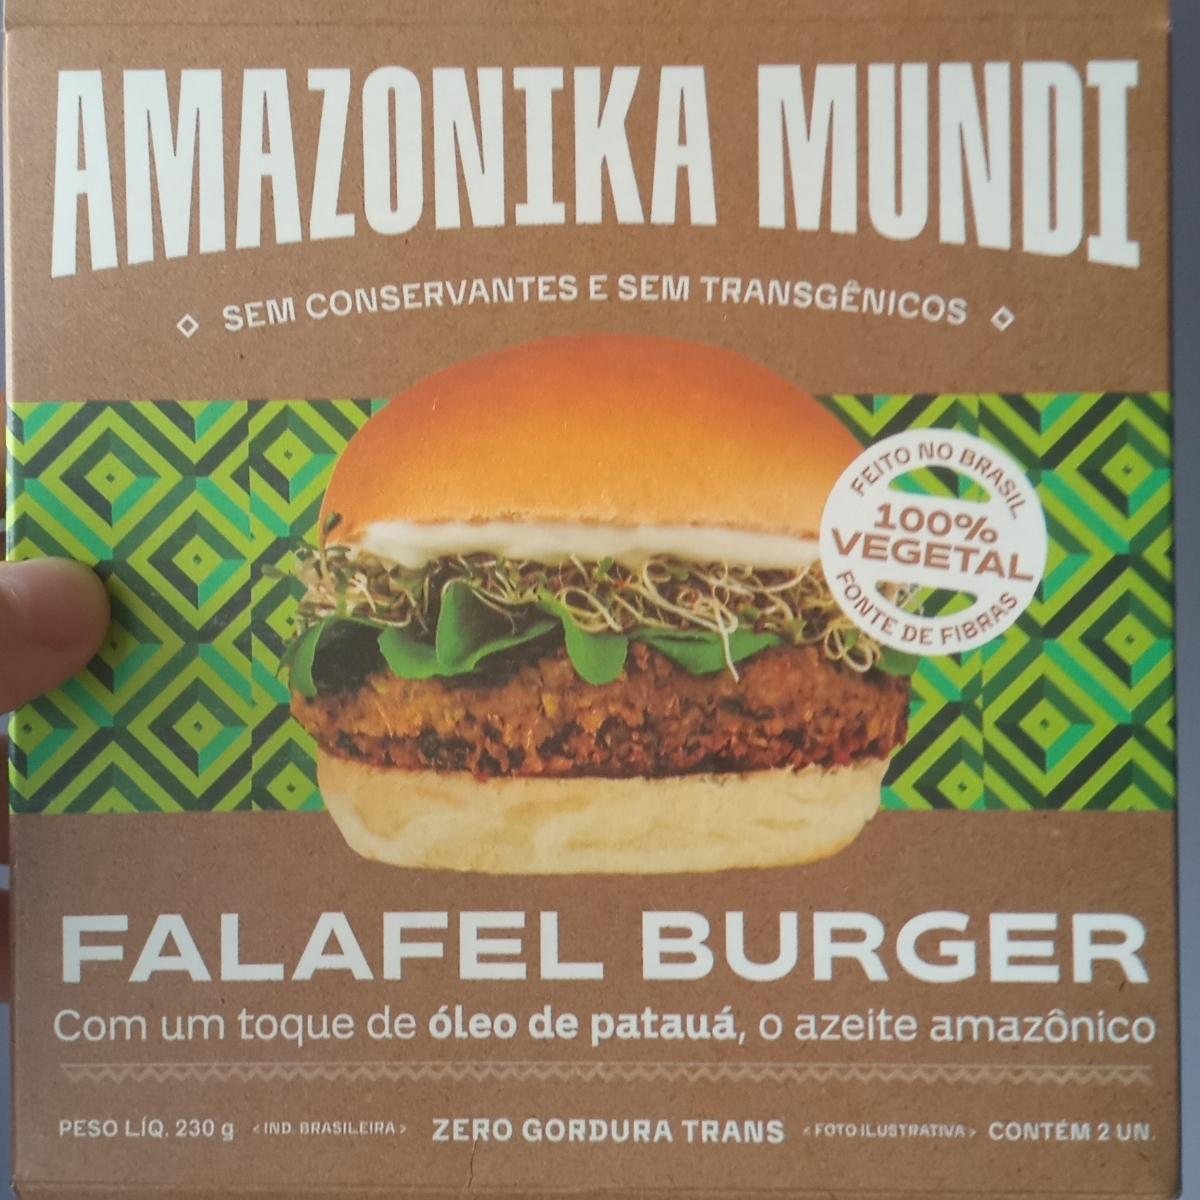 AMAZONIKA MUNDI
SEM CONSERVANTES E SEM TRANSGÊNICOS
FEITO NO BRASIL
100%
VEGETAL
FONTE DE FIBRAS
FALAFEL BURGER
Com um toque de óleo de patauá, o azeite amazônico
PESO LÍQ. 230 g <IND. BRASILEIRA> ZERO GORDURA TRANS <FOTO ILUSTRATIVA> CONTÉM 2 UN.